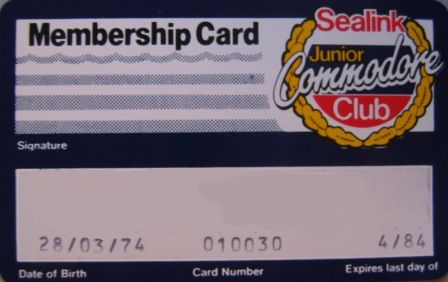 Membership Card
Sealink
Junior
Commodore
Club
Signature
28/03/74 010030 4/84
Date of Birth Card Number Expires last day of